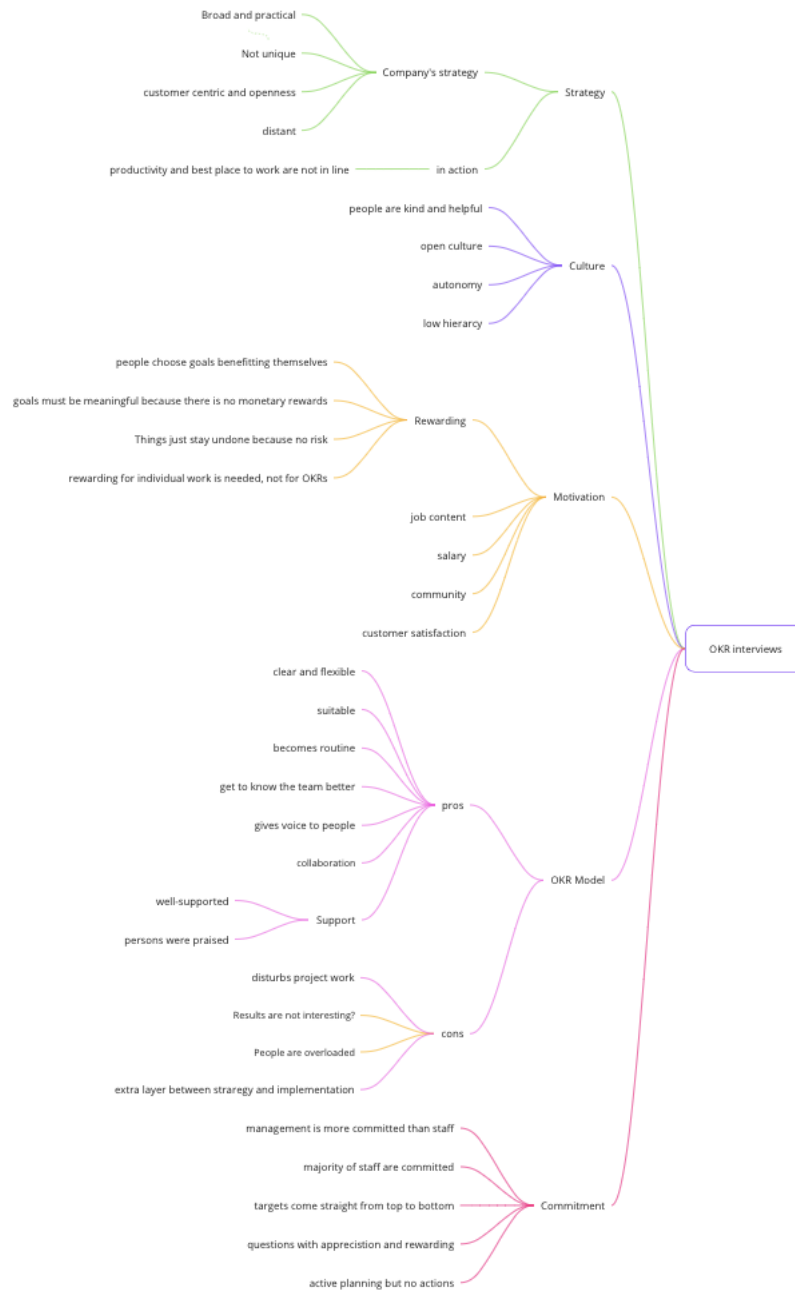 Broad and practical
Not unique
Company's strategy
customer centric and openness
Strategy
distant
productivity and best place to work are not in line
in action
people are kind and helpful
open culture
Culture
autonomy
low hierarcy
people choose goals benefitting themselves
goals must be meaningful because there is no monetary rewards
Rewarding
Things just stay undone because no risk
rewarding for individual work is needed, not for OKRs
Motivation
job content
salary
community
customer satisfaction
OKR interviews
clear and flexible
suitable
becomes routine
get to know the team better
pros
gives voice to people
collaboration
OKR Model
well-supported
Support
persons were praised
disturbs project work
Results are not interesting?
cons
People are overloaded
extra layer between straregy and implementation
management is more committed than staff
majority of staff are committed
targets come straight from top to bottom
Commitment
questions with apprecistion and rewarding
active planning but no actions